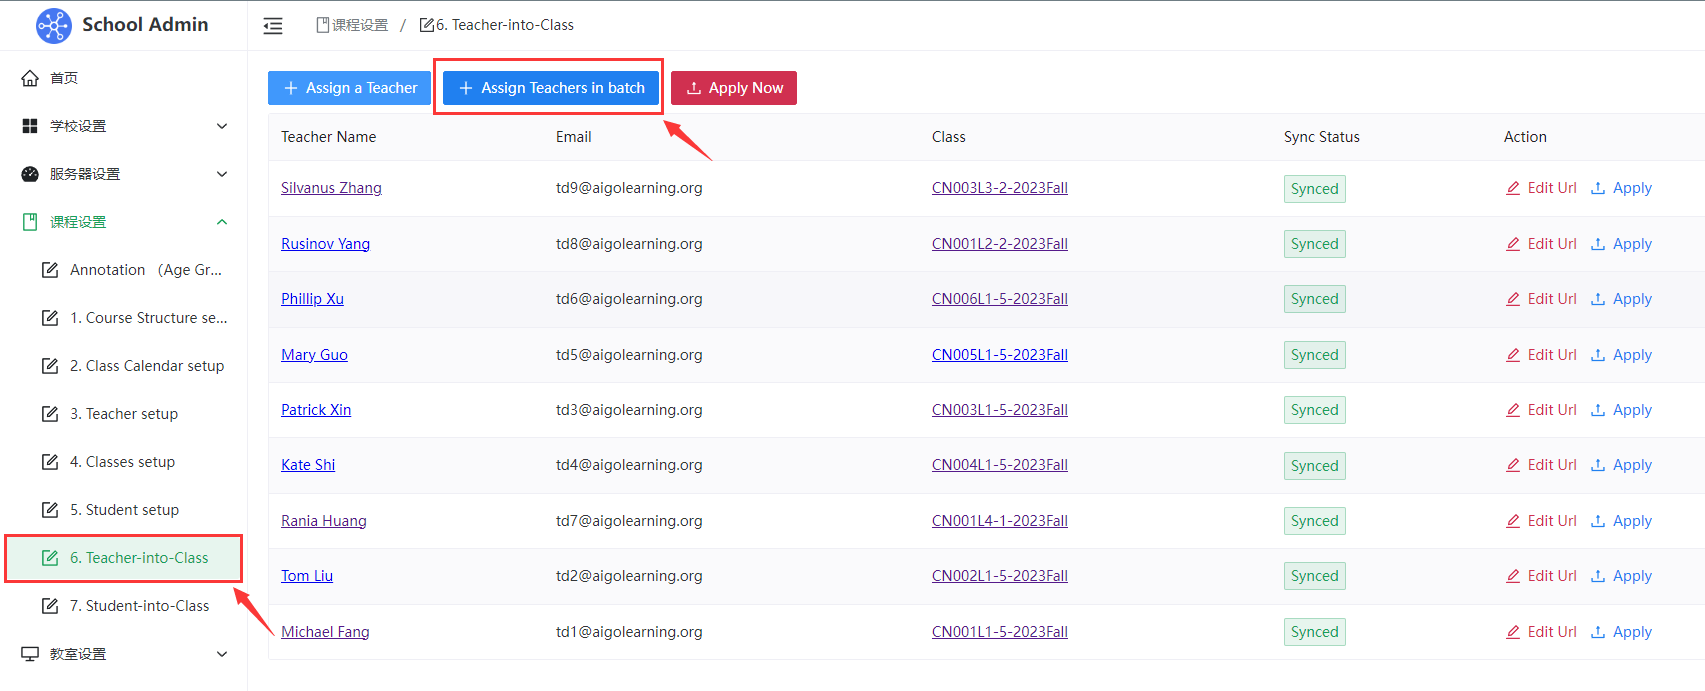 School Admin
课程设置 / 6. Teacher-into-Class
首页
学校设置
服务器设置
课程设置
Annotation （Age Gr...
1. Course Structure se...
2. Class Calendar setup
3. Teacher setup
4. Classes setup
5. Student setup
6. Teacher-into-Class
7. Student-into-Class
教室设置
+ Assign a Teacher + Assign Teachers in batch Apply Now
Teacher Name Email Class Sync Status Action
Silvanus Zhang td9@aigolearning.org CN003L3-2-2023Fall Synced Edit Url Apply
Rusinov Yang td8@aigolearning.org CN001L2-2-2023Fall Synced Edit Url Apply
Phillip Xu td6@aigolearning.org CN006L1-5-2023Fall Synced Edit Url Apply
Mary Guo td5@aigolearning.org CN005L1-5-2023Fall Synced Edit Url Apply
Patrick Xin td3@aigolearning.org CN003L1-5-2023Fall Synced Edit Url Apply
Kate Shi td4@aigolearning.org CN004L1-5-2023Fall Synced Edit Url Apply
Rania Huang td7@aigolearning.org CN001L4-1-2023Fall Synced Edit Url Apply
Tom Liu td2@aigolearning.org CN002L1-5-2023Fall Synced Edit Url Apply
Michael Fang td1@aigolearning.org CN001L1-5-2023Fall Synced Edit Url Apply